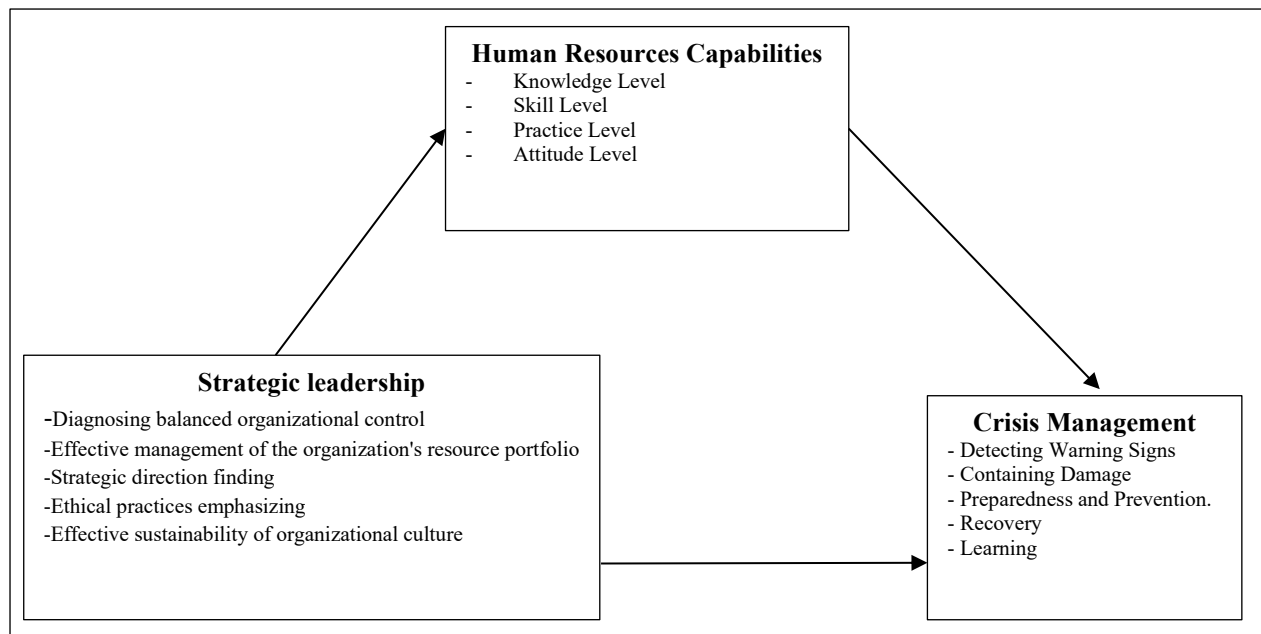 Human Resources Capabilities
- Knowledge Level
- Skill Level
- Practice Level
- Attitude Level
Strategic leadership
-Diagnosing balanced organizational control
-Effective management of the organization's resource portfolio
-Strategic direction finding
-Ethical practices emphasizing
-Effective sustainability of organizational culture
Crisis Management
- Detecting Warning Signs
- Containing Damage
- Preparedness and Prevention.
- Recovery
- Learning